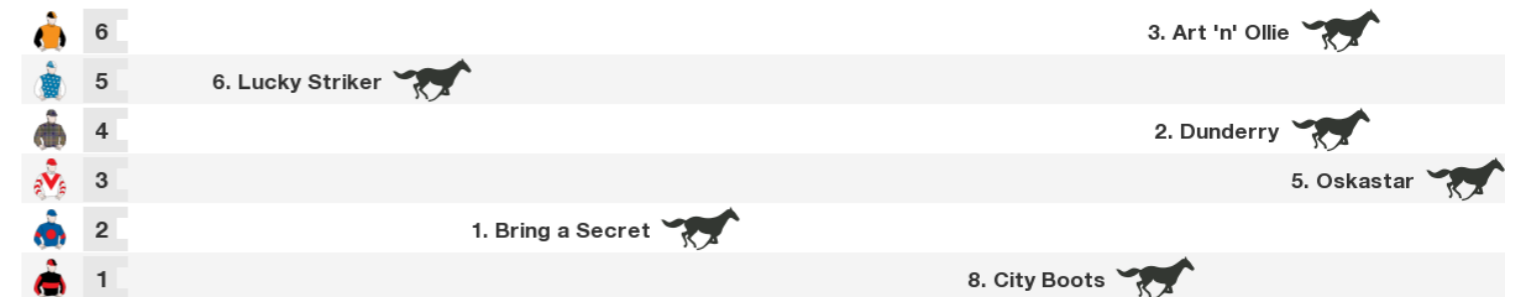 6 3. Art 'n' Ollie
5 6. Lucky Striker
4 2. Dunderry
3 5. Oskastar
2 1. Bring a Secret
1 8. City Boots